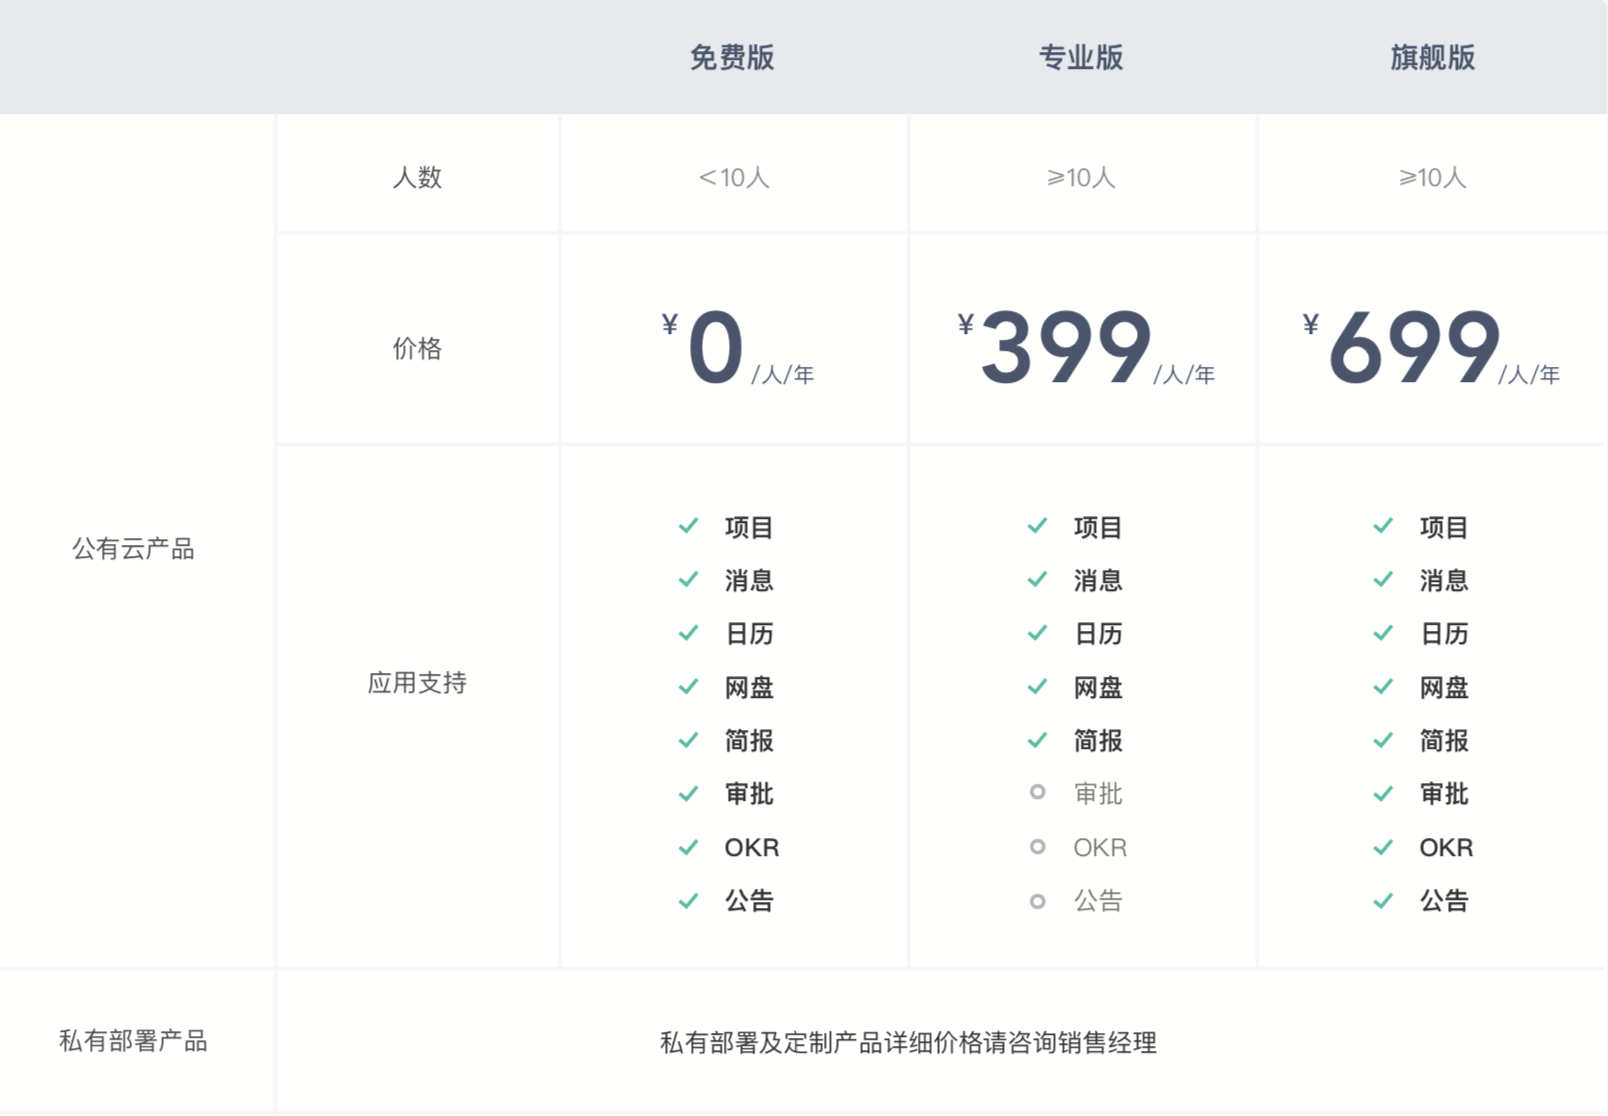 免费版 专业版 旗舰版
人数 <10人 ⩾10人 ⩾10人
价格 ¥0/人/年 ¥399/人/年 ¥699/人/年
公有云产品
应用支持
项目 项目 项目
消息 消息 消息
日历 日历 日历
网盘 网盘 网盘
简报 简报 简报
审批 审批 审批
OKR OKR OKR
公告 公告 公告
私有部署产品 私有部署及定制产品详细价格请咨询销售经理